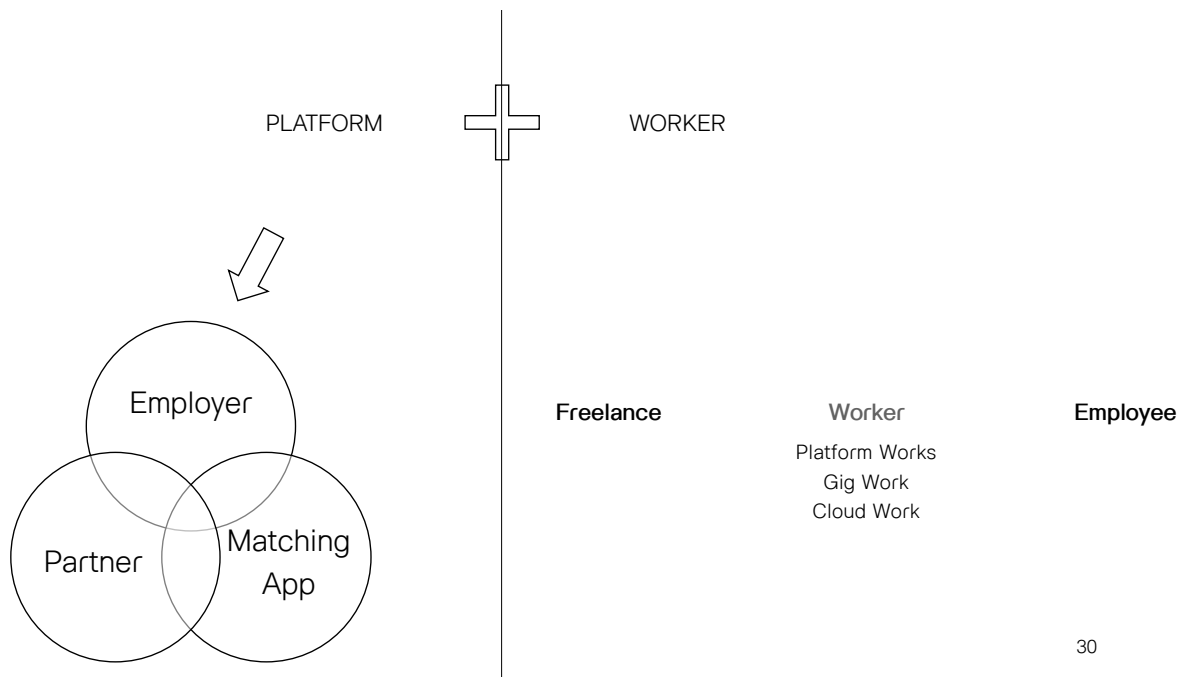 PLATFORM
WORKER
Employer
Partner
Matching
App
Freelance
Worker
Employee
Platform Works
Gig Work
Cloud Work
30